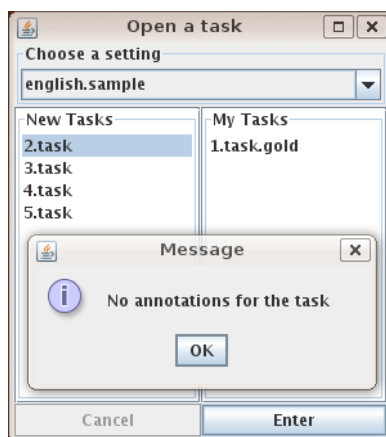 Open a task
Choose a setting
english.sample
New Tasks
2.task
3.task
4.task
5.task
My Tasks
1.task.gold
Message
No annotations for the task
OK
Cancel
Enter